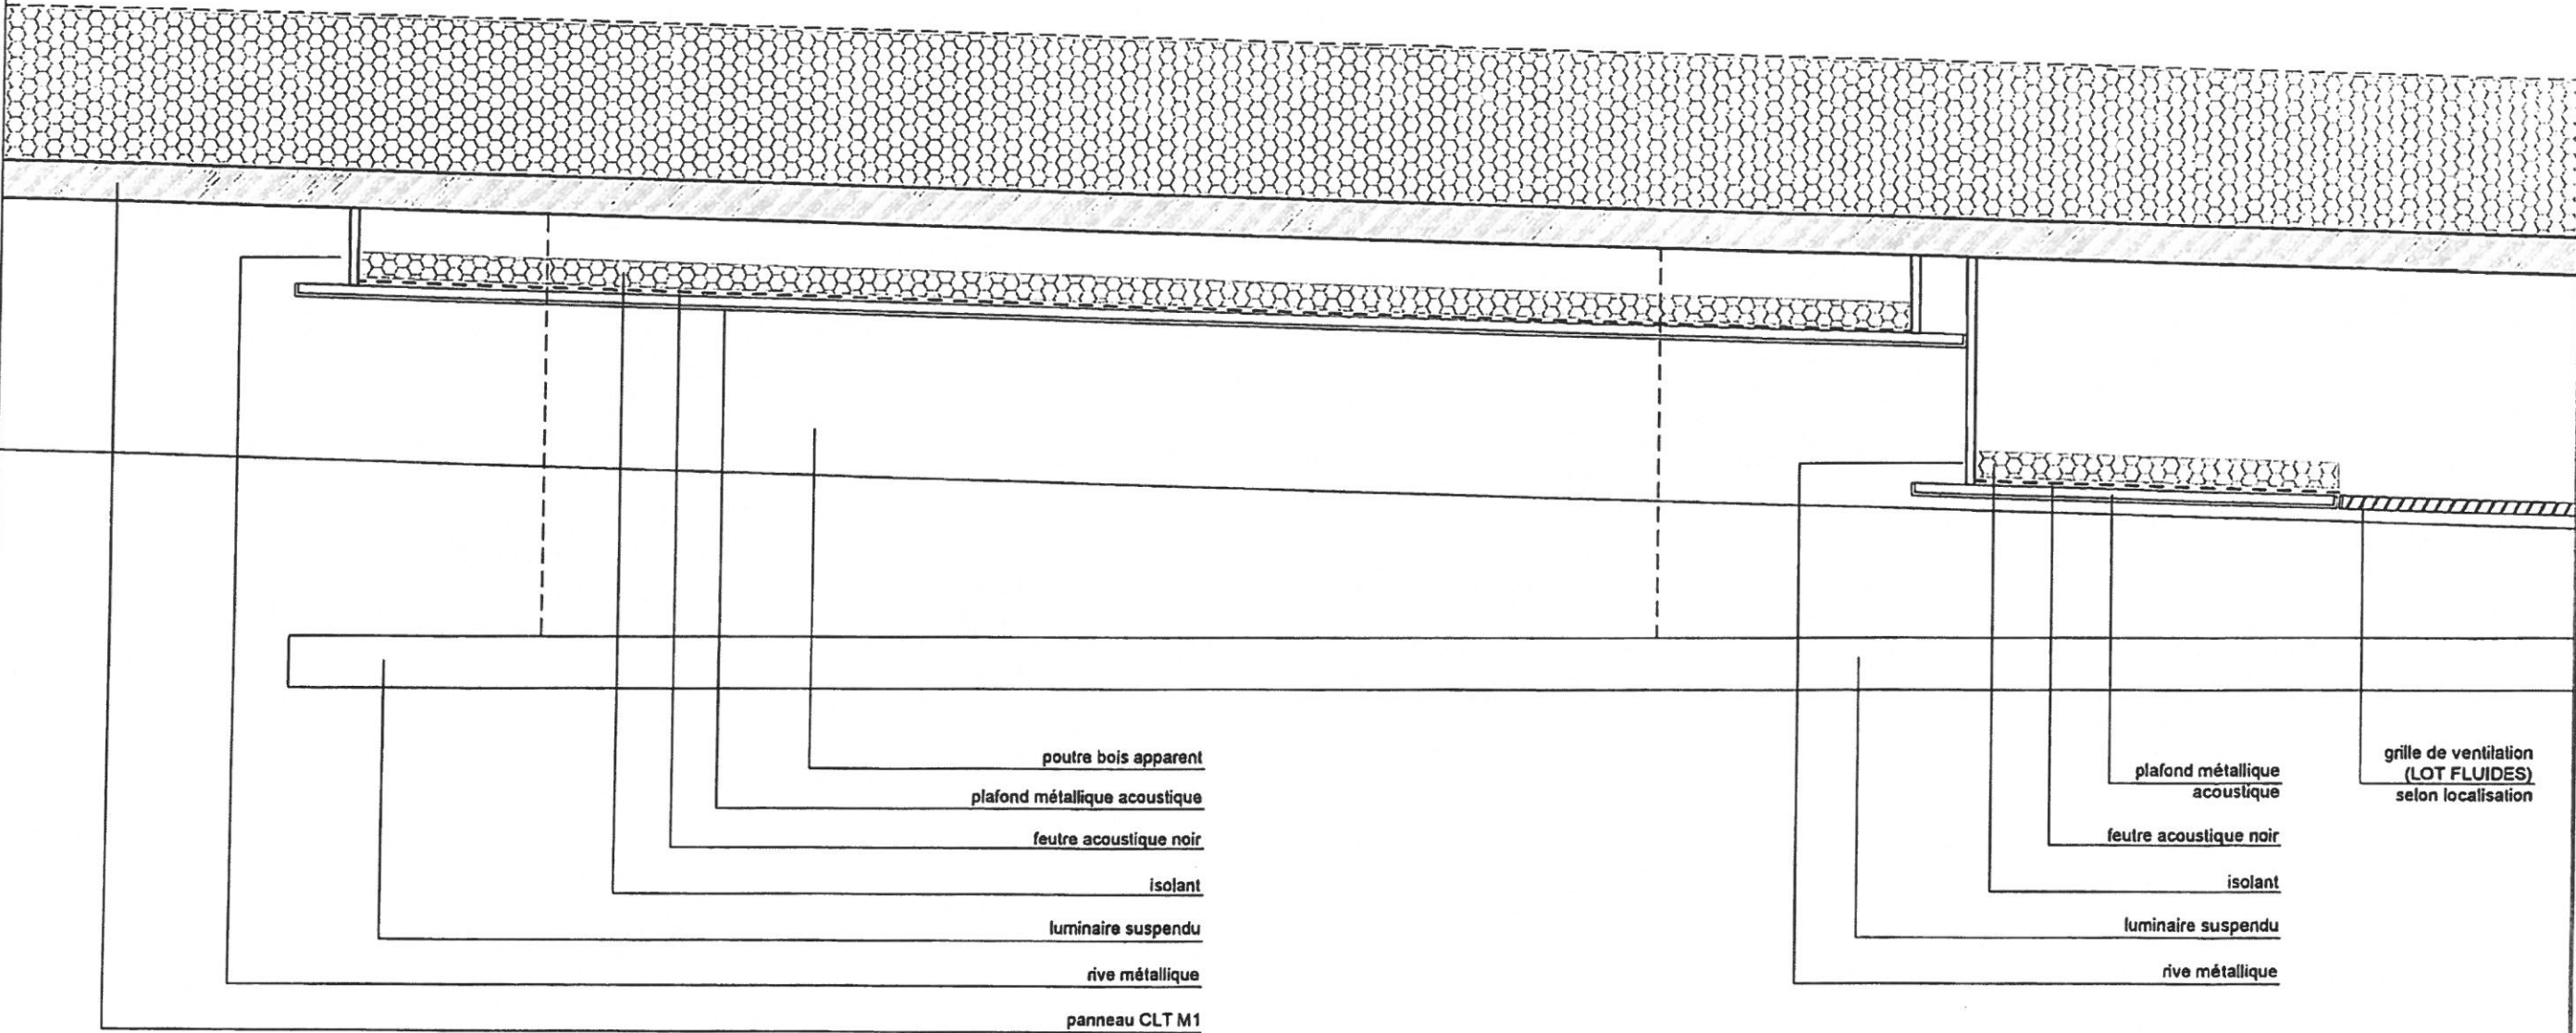 poutre bois apparent
plafond métallique acoustique
feutre acoustique noir
isolant
luminaire suspendu
rive métallique
panneau CLT M1
plafond métallique
acoustique
feutre acoustique noir
isolant
luminaire suspendu
rive métallique
grille de ventilation
(LOT FLUIDES)
selon localisation